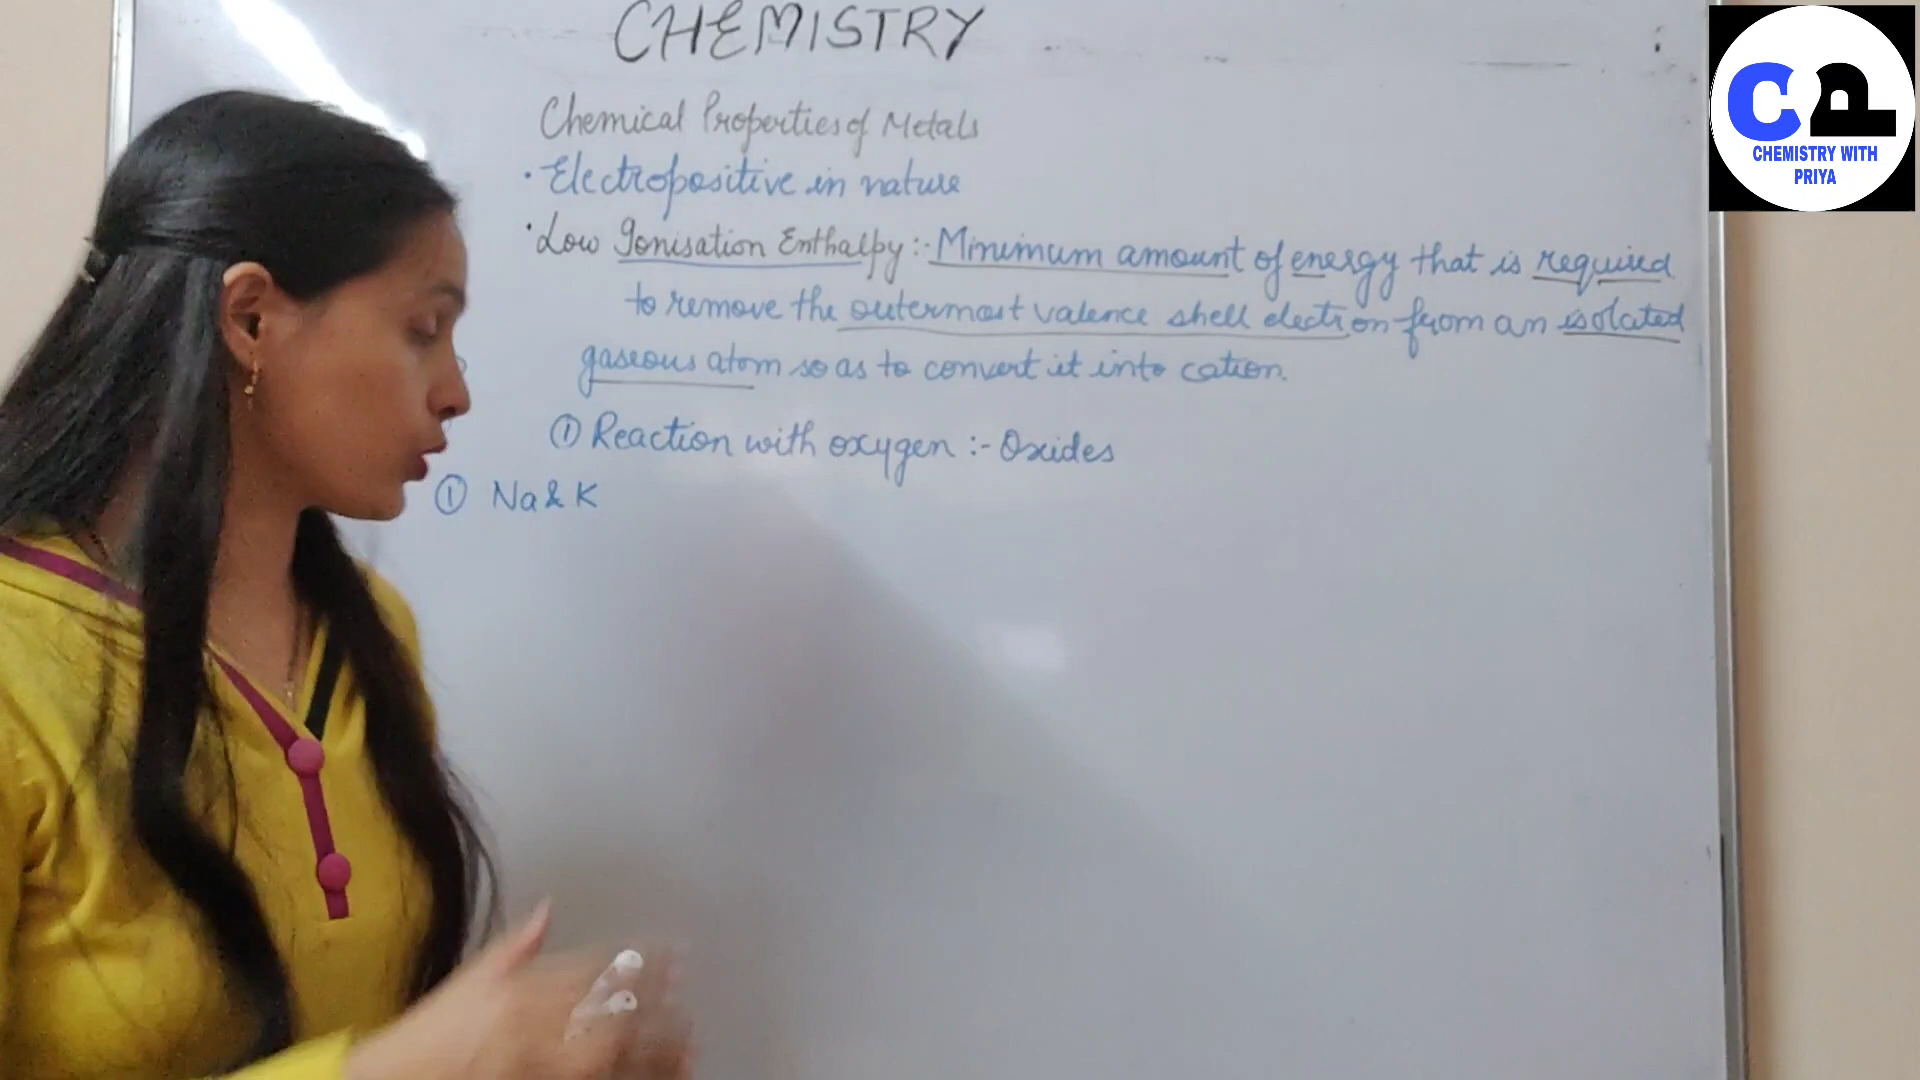 CHEMISTRY
Chemical Properties of Metals
• Electropositive in nature
• Low Ionisation Enthalpy :- Minimum amount of energy that is required
to remove the outermost valence shell electron from an isolated
gaseous atom so as to convert it into cation.
① Reaction with oxygen :- Oxides
① Na & K
CP
CHEMISTRY WITH
PRIYA